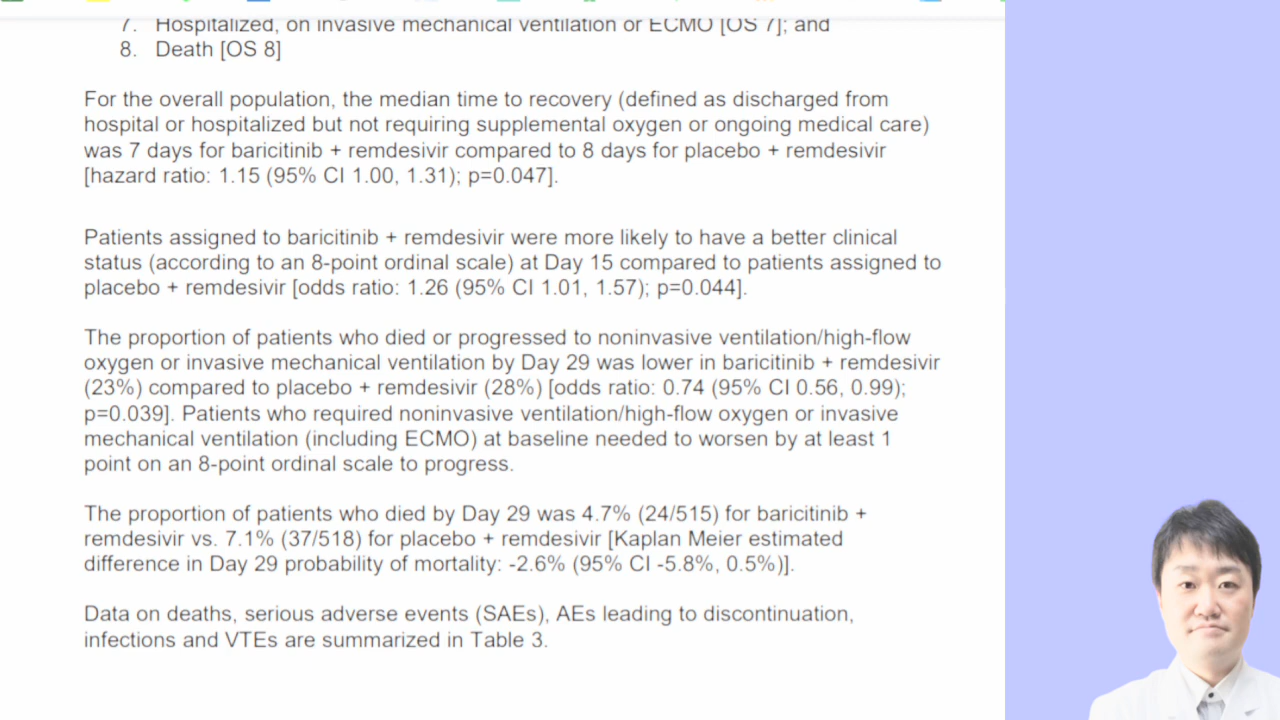 7. Hospitalized, on invasive mechanical ventilation or ECMO [OS 7]; and
8. Death [OS 8]
For the overall population, the median time to recovery (defined as discharged from
hospital or hospitalized but not requiring supplemental oxygen or ongoing medical care)
was 7 days for baricitinib + remdesivir compared to 8 days for placebo + remdesivir
[hazard ratio: 1.15 (95% CI 1.00, 1.31); p=0.047].
Patients assigned to baricitinib + remdesivir were more likely to have a better clinical
status (according to an 8-point ordinal scale) at Day 15 compared to patients assigned to
placebo + remdesivir [odds ratio: 1.26 (95% CI 1.01, 1.57); p=0.044].
The proportion of patients who died or progressed to noninvasive ventilation/high-flow
oxygen or invasive mechanical ventilation by Day 29 was lower in baricitinib + remdesivir
(23%) compared to placebo + remdesivir (28%) [odds ratio: 0.74 (95% CI 0.56, 0.99);
p=0.039]. Patients who required noninvasive ventilation/high-flow oxygen or invasive
mechanical ventilation (including ECMO) at baseline needed to worsen by at least 1
point on an 8-point ordinal scale to progress.
The proportion of patients who died by Day 29 was 4.7% (24/515) for baricitinib +
remdesivir vs. 7.1% (37/518) for placebo + remdesivir [Kaplan Meier estimated
difference in Day 29 probability of mortality: -2.6% (95% CI -5.8%, 0.5%)].
Data on deaths, serious adverse events (SAEs), AEs leading to discontinuation,
infections and VTEs are summarized in Table 3.